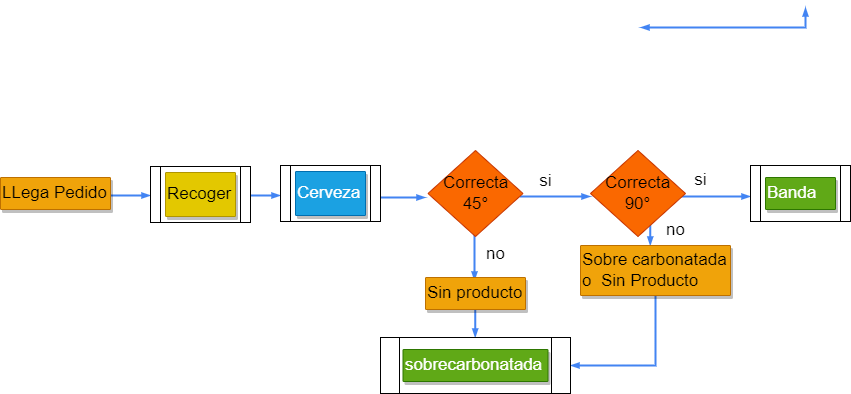 LLega Pedido
Recoger
Cerveza
Correcta
45°
si
Correcta
90°
si
Banda
no
no
Sin producto
Sobre carbonatada
o Sin Producto
sobrecarbonatada